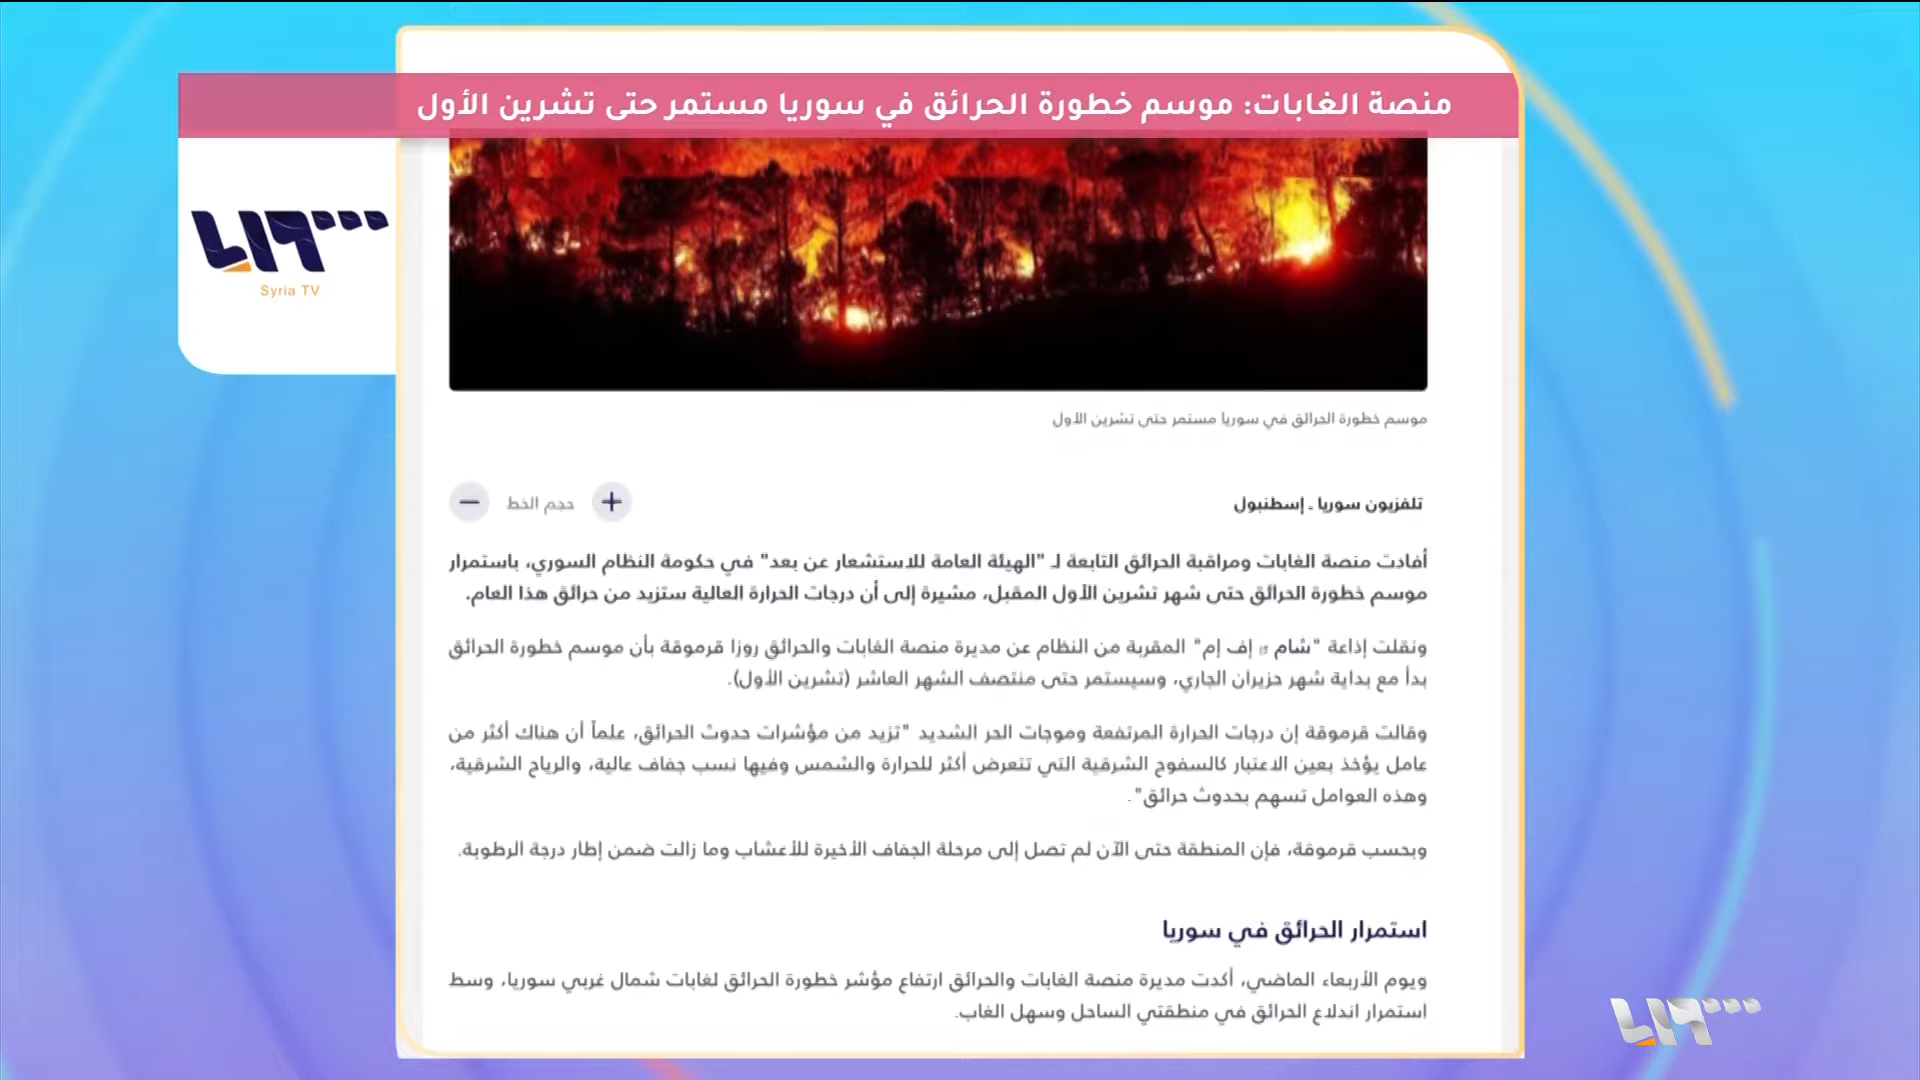 منصة الغابات: موسم خطورة الحرائق في سوريا مستمر حتى تشرين الأول
Syria TV
موسم خطورة الحرائق في سوريا مستمر حتى تشرين الأول
تلفزيون سوريا ـ إسطنبول
حجم الخط
أفادت منصة الغابات ومراقبة الحرائق التابعة لـ "الهيئة العامة للاستشعار عن بعد" في حكومة النظام السوري، باستمرار
موسم خطورة الحرائق حتى شهر تشرين الأول المقبل، مشيرة إلى أن درجات الحرارة العالية ستزيد من حرائق هذا العام.
ونقلت إذاعة "شام إف إم" المقربة من النظام عن مديرة منصة الغابات والحرائق روزا قرموقة بأن موسم خطورة الحرائق
بدأ مع بداية شهر حزيران الجاري، وسيستمر حتى منتصف الشهر العاشر (تشرين الأول).
وقالت قرموقة إن درجات الحرارة المرتفعة وموجات الحر الشديد "تزيد من مؤشرات حدوث الحرائق، علماً أن هناك أكثر من
عامل يؤخذ بعين الاعتبار كالسفوح الشرقية التي تتعرض أكثر للحرارة والشمس وفيها نسب جفاف عالية، والرياح الشرقية،
وهذه العوامل تسهم بحدوث حرائق".
وبحسب قرموقة، فإن المنطقة حتى الآن لم تصل إلى مرحلة الجفاف الأخيرة للأعشاب وما زالت ضمن إطار درجة الرطوبة.
استمرار الحرائق في سوريا
ويوم الأربعاء الماضي، أكدت مديرة منصة الغابات والحرائق ارتفاع مؤشر خطورة الحرائق لغابات شمال غربي سوريا، وسط
استمرار اندلاع الحرائق في منطقتي الساحل وسهل الغاب.